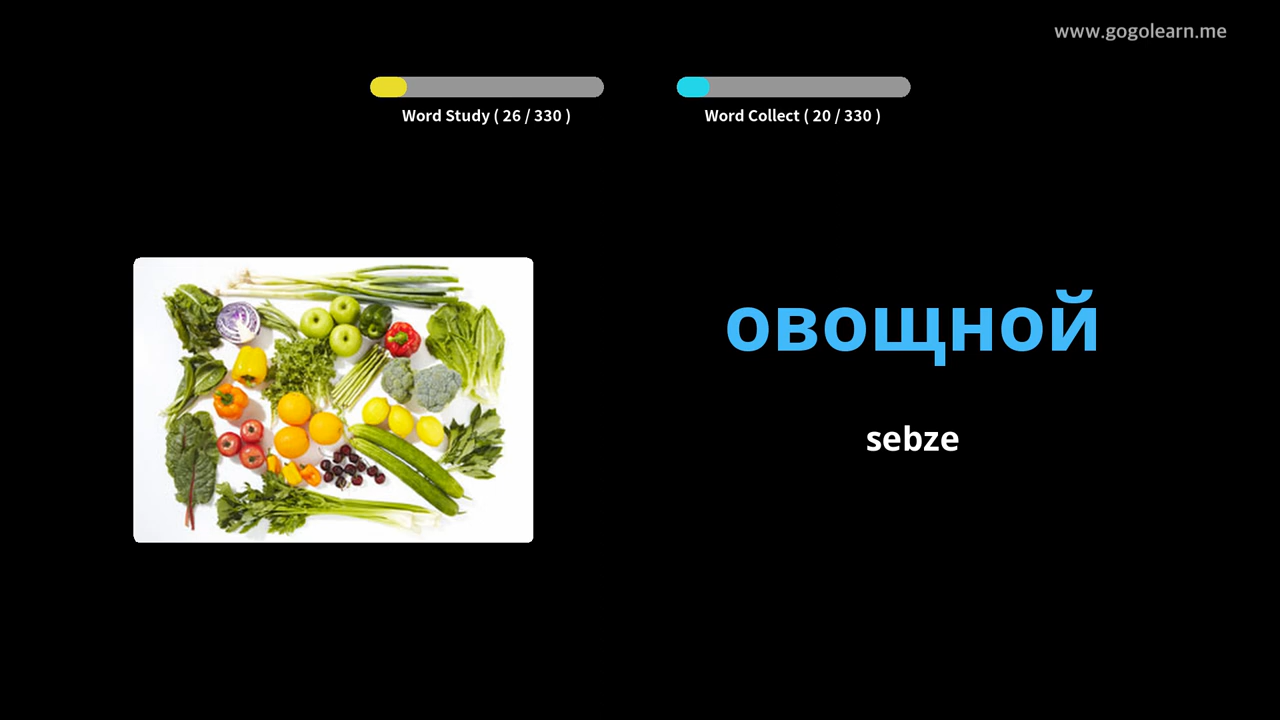 www.gogolearn.me
Word Study ( 26 / 330 )
Word Collect ( 20 / 330 )
овощной
sebze